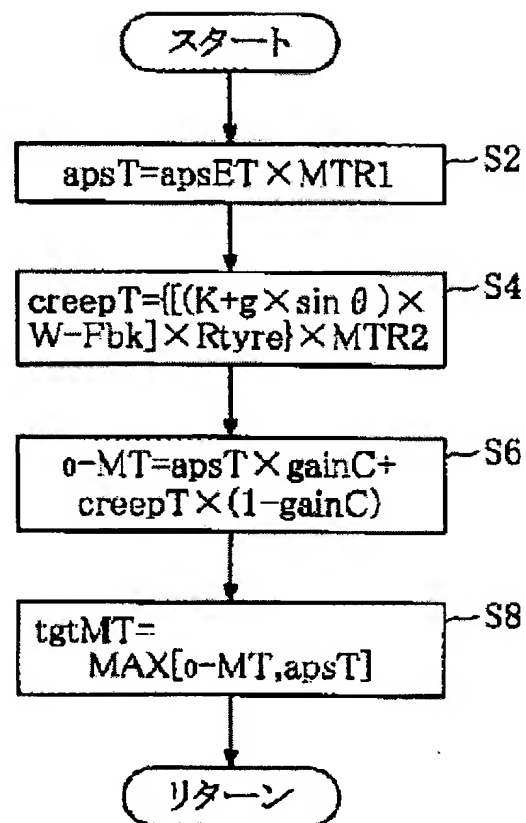 スタート
apsT=apsET×MTR1
S2
creepT={[(K+g×sin θ)×
W-Fbk]×Rtyre}×MTR2
S4
o-MT=apsT×gainC+
creepT×(1-gainC)
S6
tgtMT=
MAX[o-MT,apsT]
S8
リターン